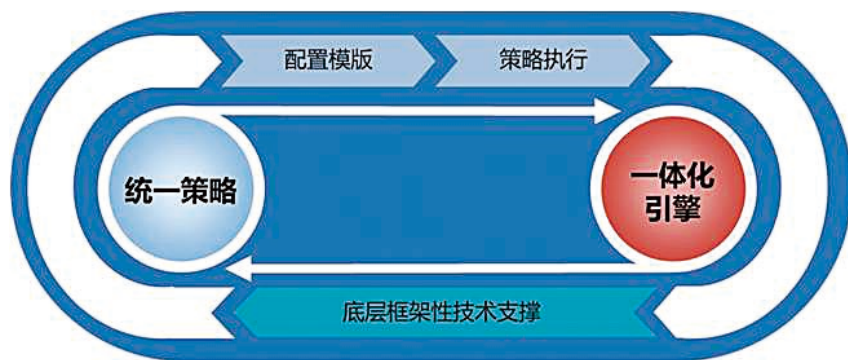 配置模版
策略执行
统一策略
一体化
引擎
底层框架性技术支撑